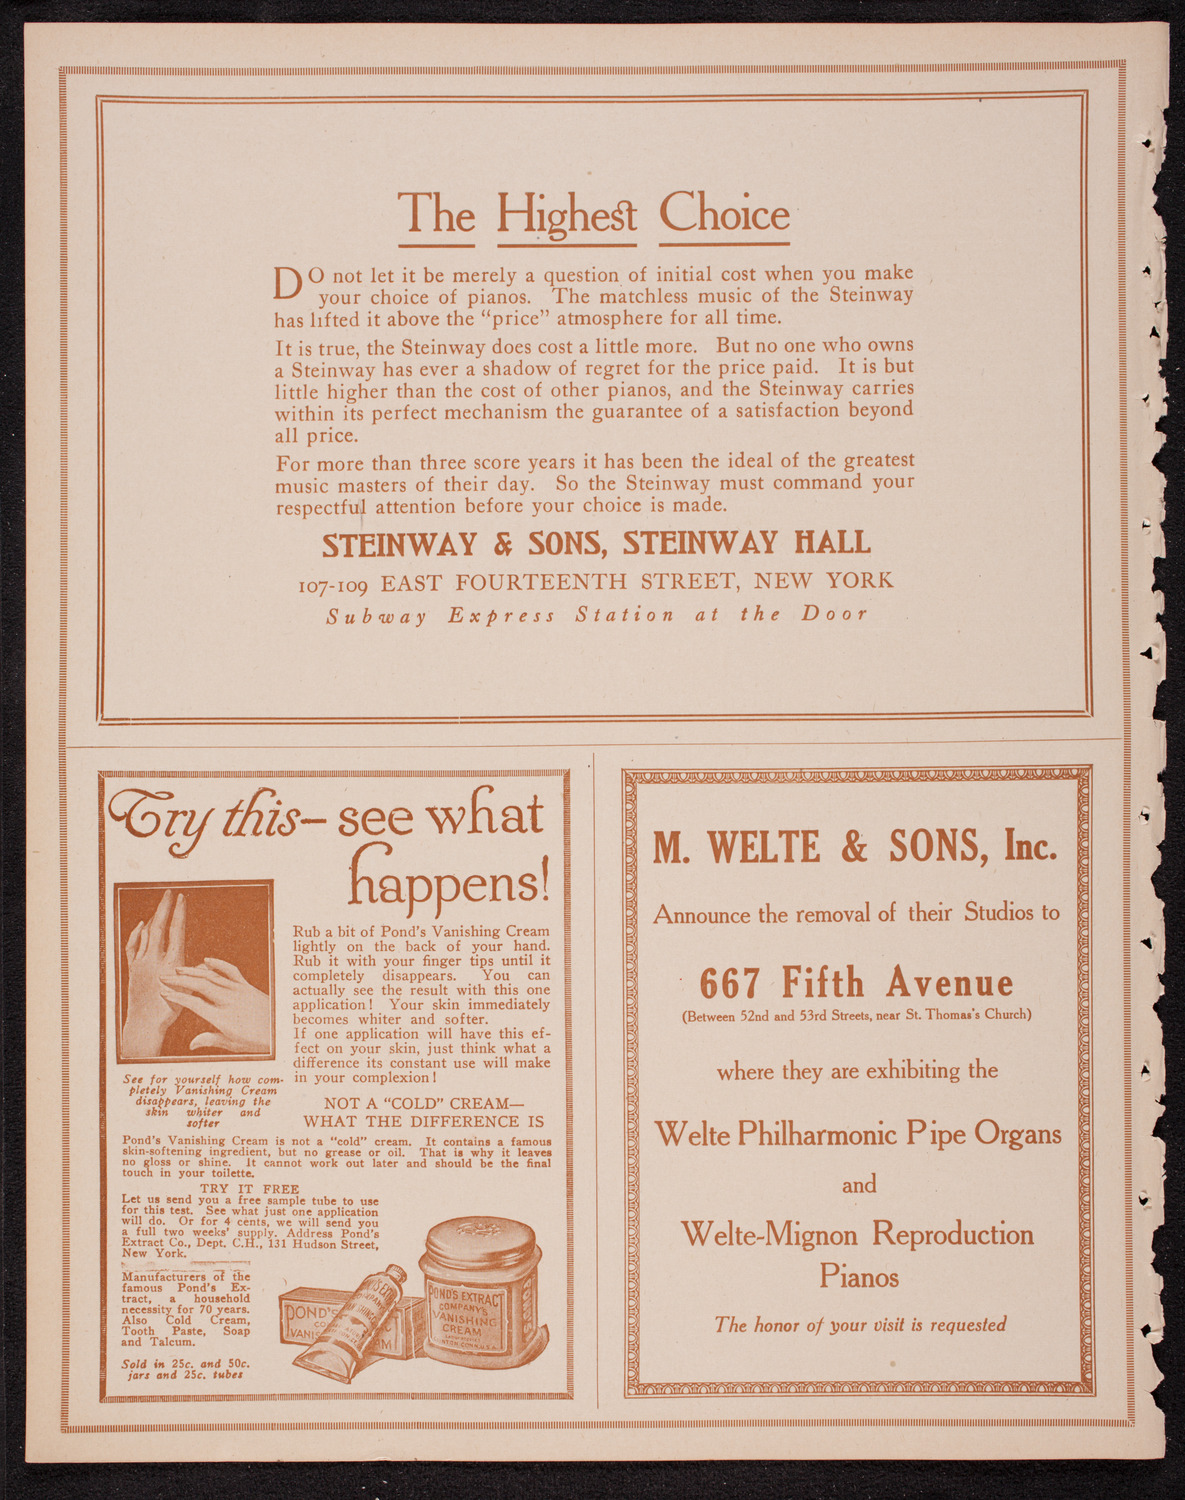 The Highest Choice
DO not let it be merely a question of initial cost when you make
your choice of pianos. The matchless music of the Steinway
has lifted it above the “price” atmosphere for all time.
It is true, the Steinway does cost a little more. But no one who owns
a Steinway has ever a shadow of regret for the price paid. It is but
little higher than the cost of other pianos, and the Steinway carries
within its perfect mechanism the guarantee of a satisfaction beyond
all price.
For more than three score years it has been the ideal of the greatest
music masters of their day. So the Steinway must command your
respectful attention before your choice is made.
STEINWAY & SONS, STEINWAY HALL
107-109 EAST FOURTEENTH STREET, NEW YORK
Subway Express Station at the Door
Try this– see what
happens!
Rub a bit of Pond's Vanishing Cream
lightly on the back of your hand.
Rub it with your finger tips until it
completely disappears. You can
actually see the result with this one
application! Your skin immediately
becomes whiter and softer.
If one application will have this ef-
fect on your skin, just think what a
difference its constant use will make
in your complexion!
See for yourself how com-
pletely Vanishing Cream
disappears, leaving the
skin whiter and
softer
NOT A “COLD” CREAM—
WHAT THE DIFFERENCE IS
Pond's Vanishing Cream is not a “cold” cream. It contains a famous
skin-softening ingredient, but no grease or oil. That is why it leaves
no gloss or shine. It cannot work out later and should be the final
touch in your toilette.
TRY IT FREE
Let us send you a free sample tube to use
for this test. See what just one application
will do. Or for 4 cents, we will send you
a full two weeks' supply. Address Pond's
Extract Co., Dept. C.H., 131 Hudson Street,
New York.
Manufacturers of the
famous Pond's Ex-
tract, a household
necessity for 70 years.
Also Cold Cream,
Tooth Paste, Soap
and Talcum.
Sold in 25c. and 50c.
jars and 25c. tubes
POND'S
CO
VANIS
POND'S EXTRACT
COMPANY'S
VANISHING
CREAM
M. WELTE & SONS, Inc.
Announce the removal of their Studios to
667 Fifth Avenue
(Between 52nd and 53rd Streets, near St. Thomas's Church)
where they are exhibiting the
Welte Philharmonic Pipe Organs
and
Welte-Mignon Reproduction
Pianos
The honor of your visit is requested